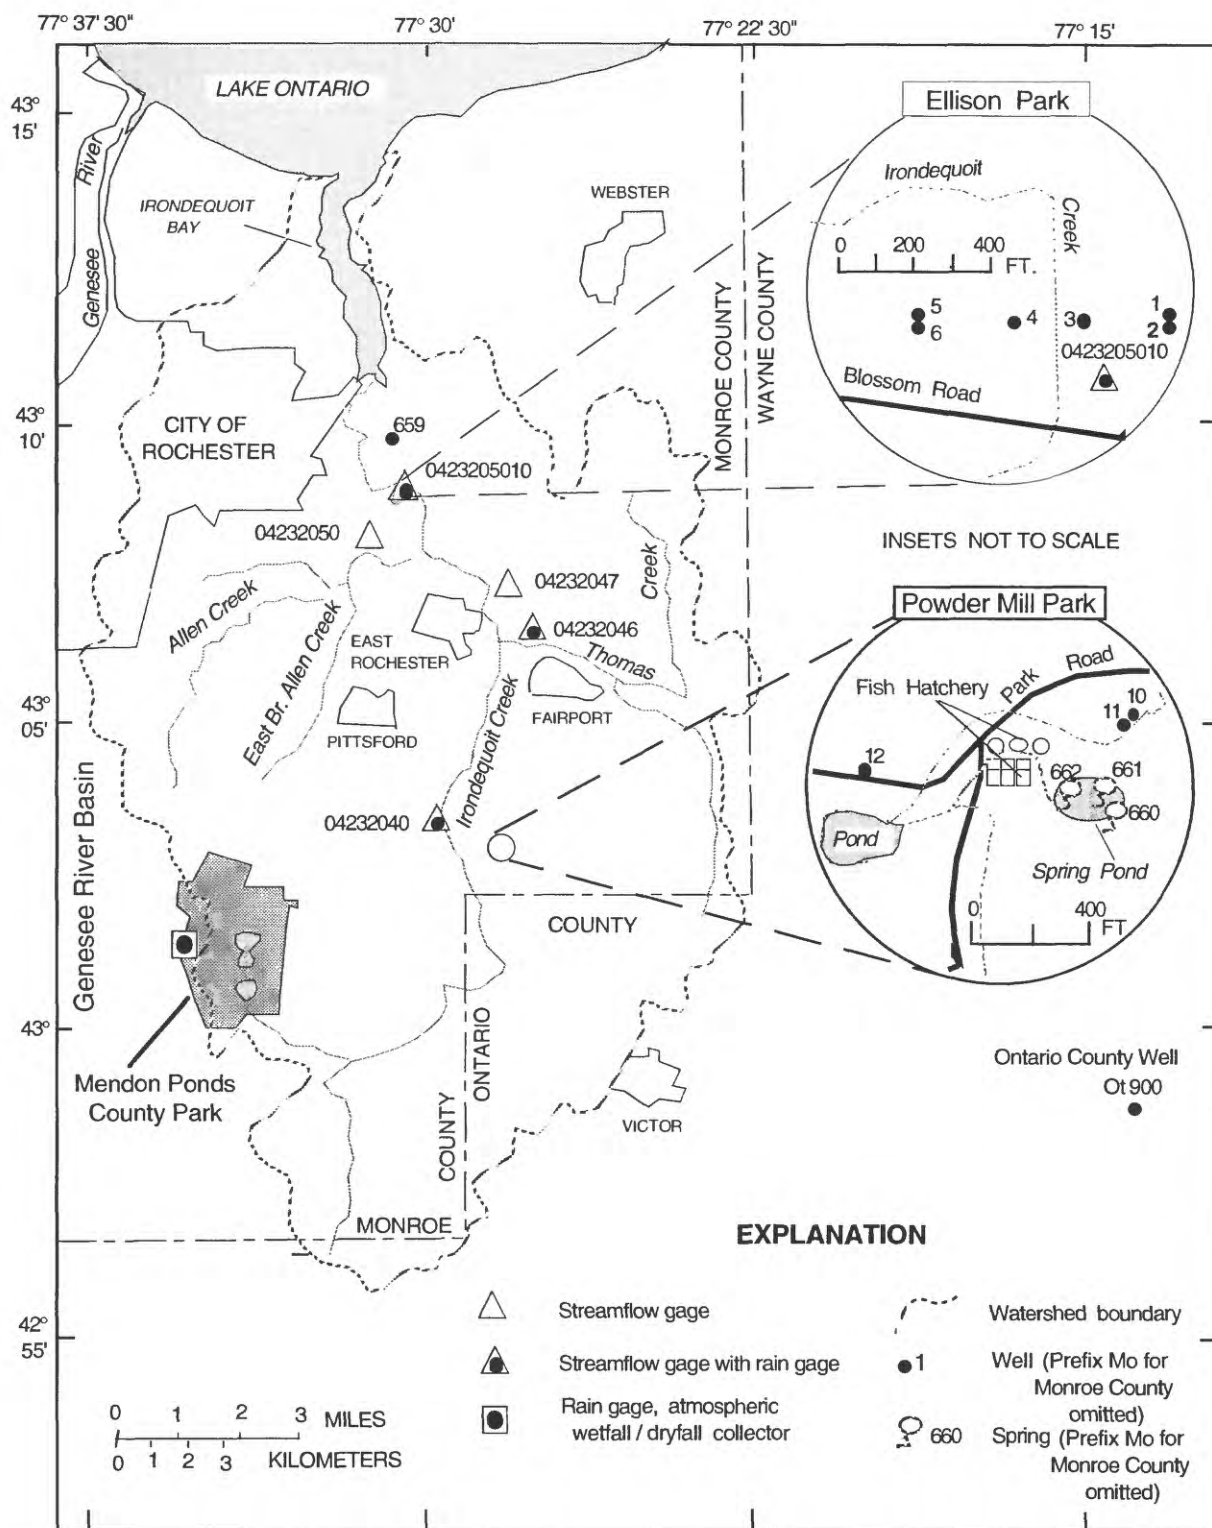 77° 37' 30"
77° 30'
77° 22' 30"
77° 15'
43°
15'
LAKE ONTARIO
Ellison Park
River
Genesee
IRONDEQUOIT
BAY
WEBSTER
Irondequoit
Creek
0 200 400
FT.
MONROE COUNTY
WAYNE COUNTY
5
6
4
3
1
2
0423205010
Blossom Road
43°
10'
CITY OF
ROCHESTER
659
0423205010
04232050
INSETS NOT TO SCALE
04232047
Creek
Allen Creek
Powder Mill Park
EAST
ROCHESTER
04232046
Thomas
East Br. Allen Creek
Irondequoit Creek
FAIRPORT
PITTSFORD
43°
05'
Fish Hatchery
Park Road
10
11
12
662
661
660
Pond
Spring Pond
0 400
FT
04232040
Genesee River Basin
COUNTY
43°
ONTARIO
COUNTY
Mendon Ponds
County Park
VICTOR
Ontario County Well
Ot 900
MONROE
EXPLANATION
Streamflow gage
Streamflow gage with rain gage
Rain gage, atmospheric
wetfall / dryfall collector
Watershed boundary
1 Well (Prefix Mo for
Monroe County
omitted)
660 Spring (Prefix Mo for
Monroe County
omitted)
42°
55'
0 1 2 3 MILES
0 1 2 3 KILOMETERS